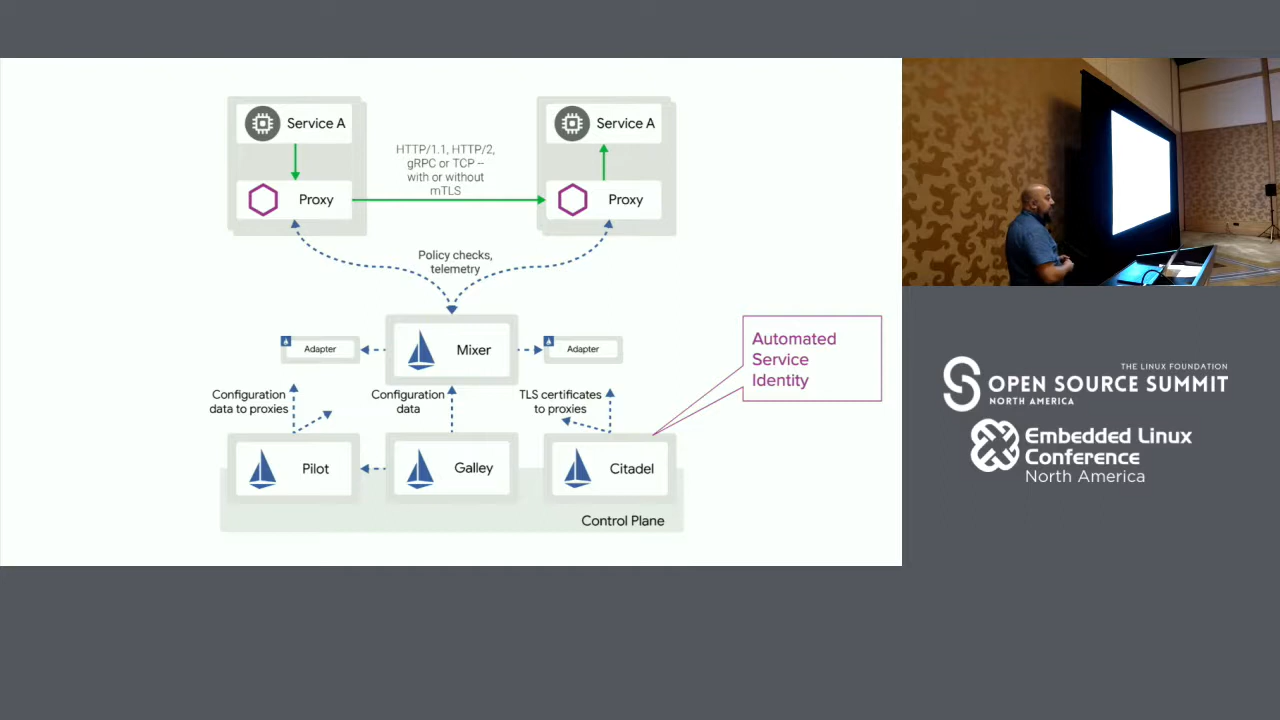 Service A
Service A
HTTP/1.1, HTTP/2,
gRPC or TCP --
with or without
mTLS
Proxy
Proxy
Policy checks,
telemetry
Adapter
Mixer
Adapter
Automated
Service
Identity
Configuration
data to proxies
Configuration
data
TLS certificates
to proxies
Pilot
Galley
Citadel
Control Plane
THE LINUX FOUNDATION
OPEN SOURCE SUMMIT
NORTH AMERICA
Embedded Linux
Conference
North America